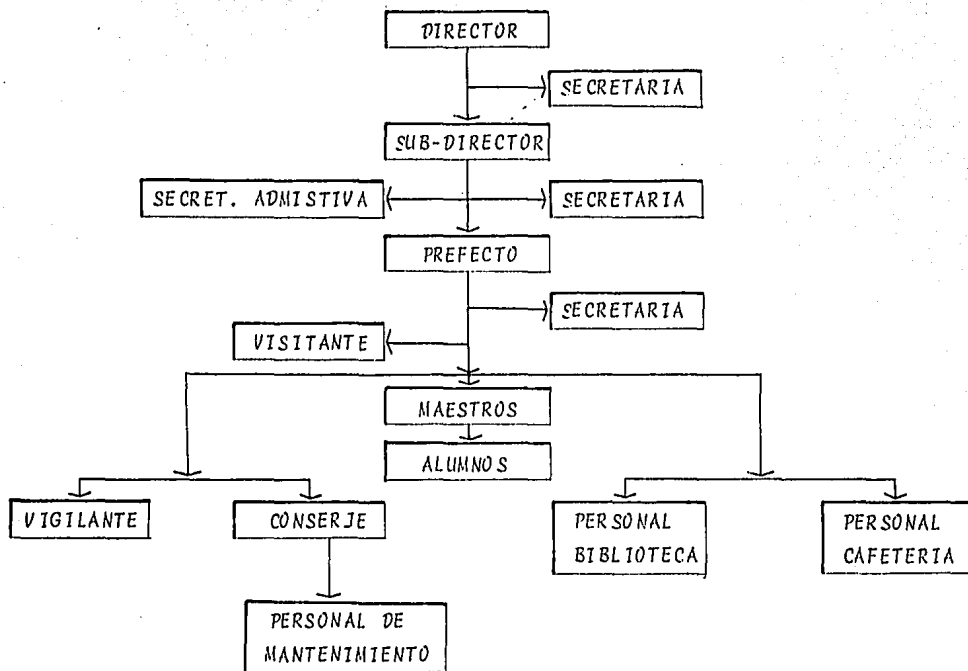 DIRECTOR
SECRETARIA
SUB-DIRECTOR
SECRET. ADMISTIVA
SECRETARIA
PREFECTO
SECRETARIA
VISITANTE
MAESTROS
ALUMNOS
VIGILANTE
CONSERJE
PERSONAL
BIBLIOTECA
PERSONAL
CAFETERIA
PERSONAL DE
MANTENIMIENTO